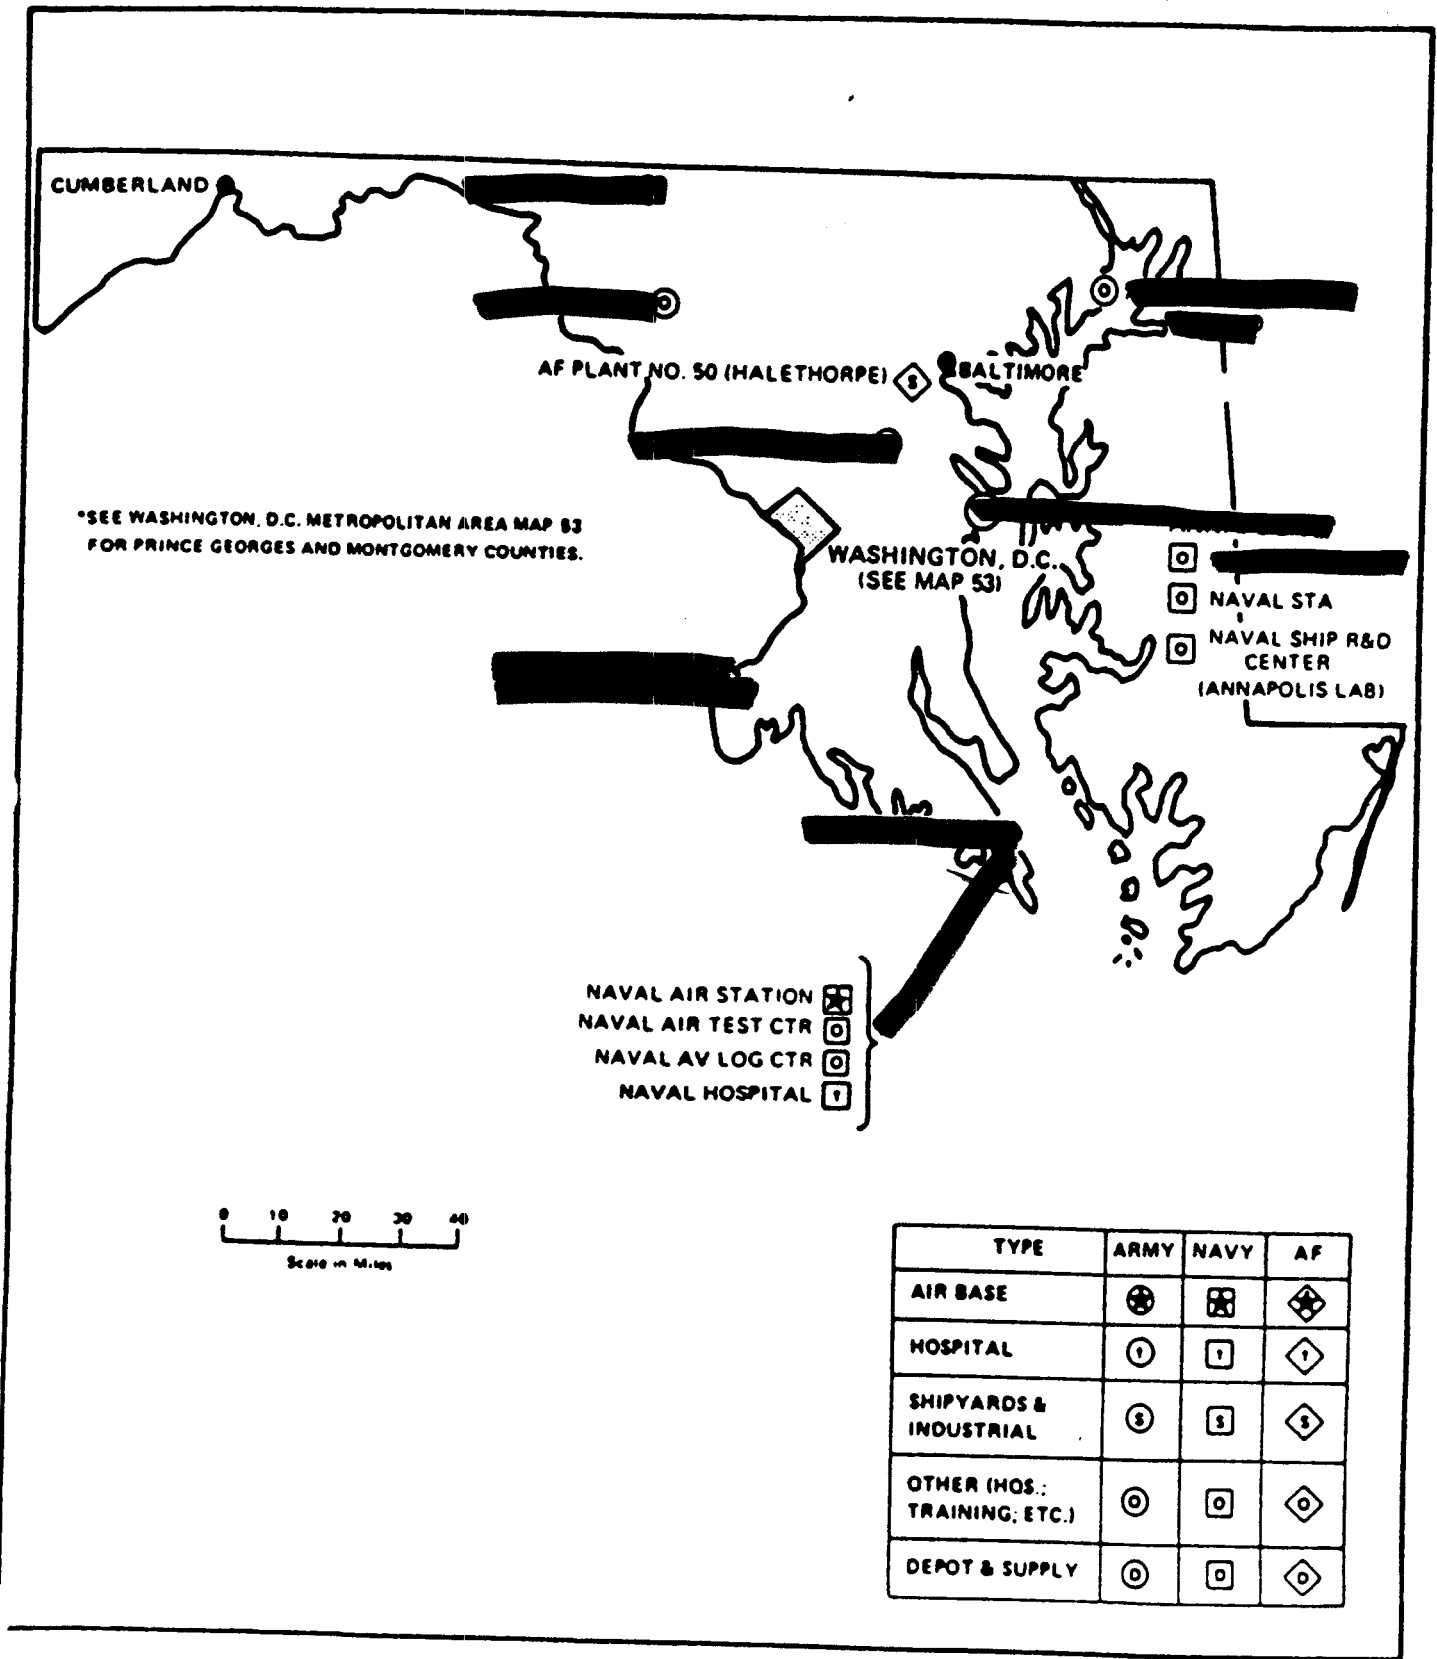 CUMBERLAND
AF PLANT NO. 50 (HALETHORPE)
S
BALTIMORE
*SEE WASHINGTON, D.C. METROPOLITAN AREA MAP 53
FOR PRINCE GEORGES AND MONTGOMERY COUNTIES.
WASHINGTON, D.C.
(SEE MAP 53)
NAVAL STA
NAVAL SHIP R&D
CENTER
(ANNAPOLIS LAB)
NAVAL AIR STATION
NAVAL AIR TEST CTR
NAVAL AV LOG CTR
NAVAL HOSPITAL
0 10 20 30 40
Scale in Miles
TYPE ARMY NAVY AF
AIR BASE
HOSPITAL
SHIPYARDS & INDUSTRIAL S S S
OTHER (HOS.; TRAINING; ETC.) O O O
DEPOT & SUPPLY D D D